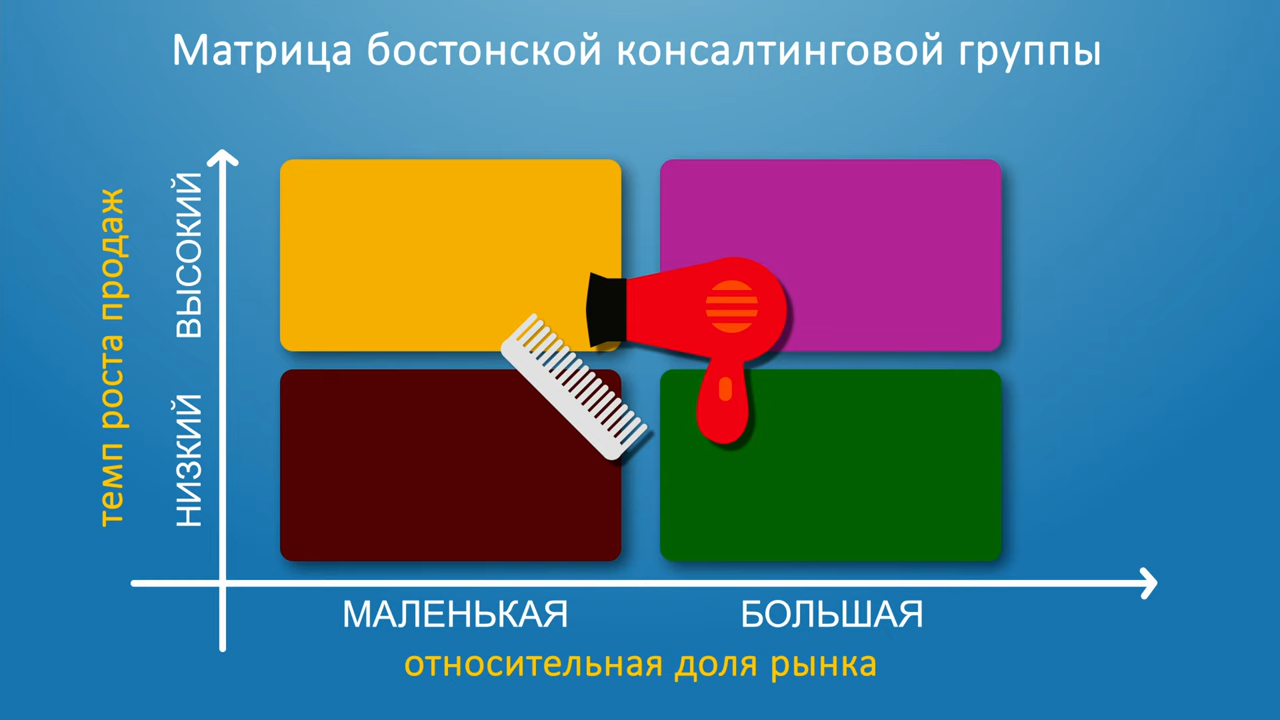 Матрица бостонской консалтинговой группы
темп роста продаж
ВЫСОКИЙ
НИЗКИЙ
МАЛЕНЬКАЯ
БОЛЬШАЯ
относительная доля рынка